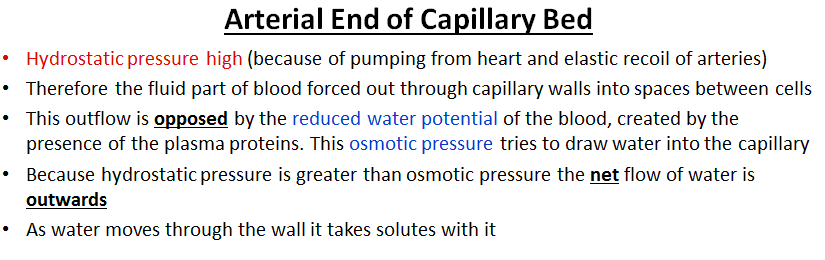 Arterial End of Capillary Bed
• Hydrostatic pressure high (because of pumping from heart and elastic recoil of arteries)
• Therefore the fluid part of blood forced out through capillary walls into spaces between cells
• This outflow is opposed by the reduced water potential of the blood, created by the
presence of the plasma proteins. This osmotic pressure tries to draw water into the capillary
• Because hydrostatic pressure is greater than osmotic pressure the net flow of water is
outwards
• As water moves through the wall it takes solutes with it